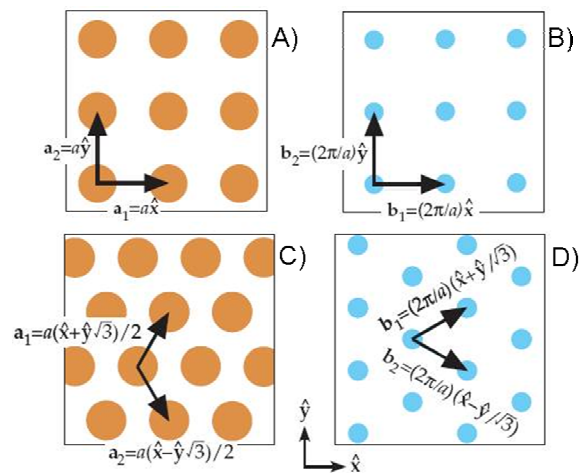 A)
a₂=aŷ
a₁=ax̂
B)
b₂=(2π/a)ŷ
b₁=(2π/a)x̂
C)
a₁=a(x̂+ŷ√3)/2
a₂=a(x̂−ŷ√3)/2
D)
b₁=(2π/a)(x̂+ŷ/√3)
b₂=(2π/a)(x̂−ŷ/√3)
ŷ
x̂